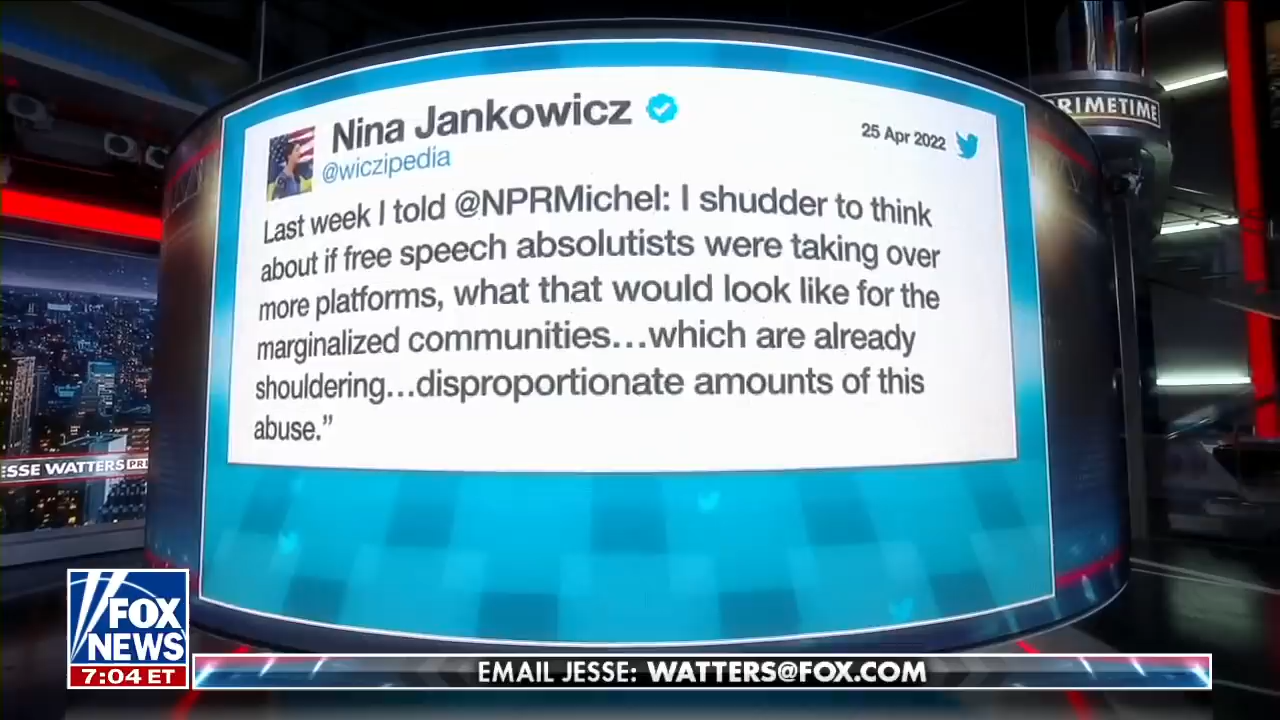 PRIMETIME
Nina Jankowicz
@wiczipedia
25 Apr 2022
Last week I told @NPRMichel: I shudder to think
about if free speech absolutists were taking over
more platforms, what that would look like for the
marginalized communities...which are already
shouldering...disproportionate amounts of this
abuse.”
ESSE WATTERS PRI
FOX
NEWS
7:04 ET
EMAIL JESSE: WATTERS@FOX.COM